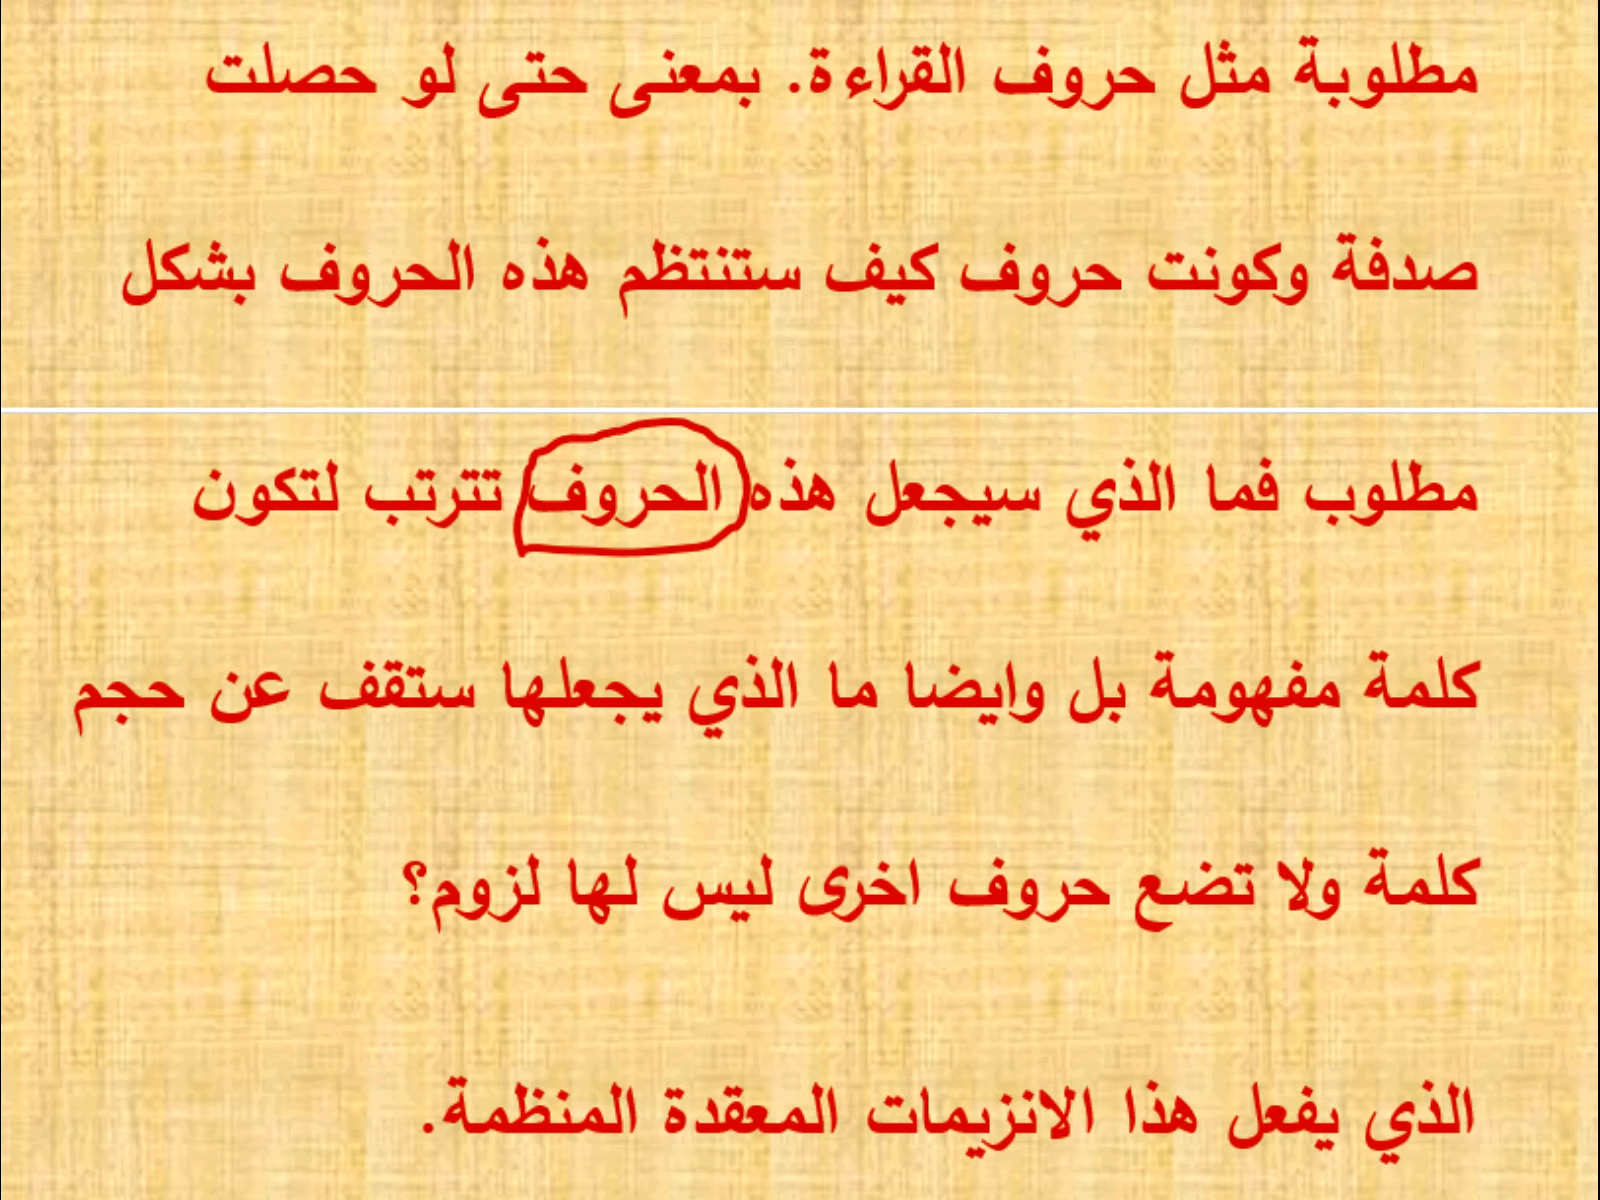 مطلوبة مثل حروف القراءة. بمعنى حتى لو حصلت
صدفة وكونت حروف كيف ستنتظم هذه الحروف بشكل
مطلوب فما الذي سيجعل هذه الحروف تترتب لتكون
كلمة مفهومة بل وايضا ما الذي يجعلها ستقف عن حجم
كلمة ولا تضع حروف اخرى ليس لها لزوم؟
الذي يفعل هذا الانزيمات المعقدة المنظمة.